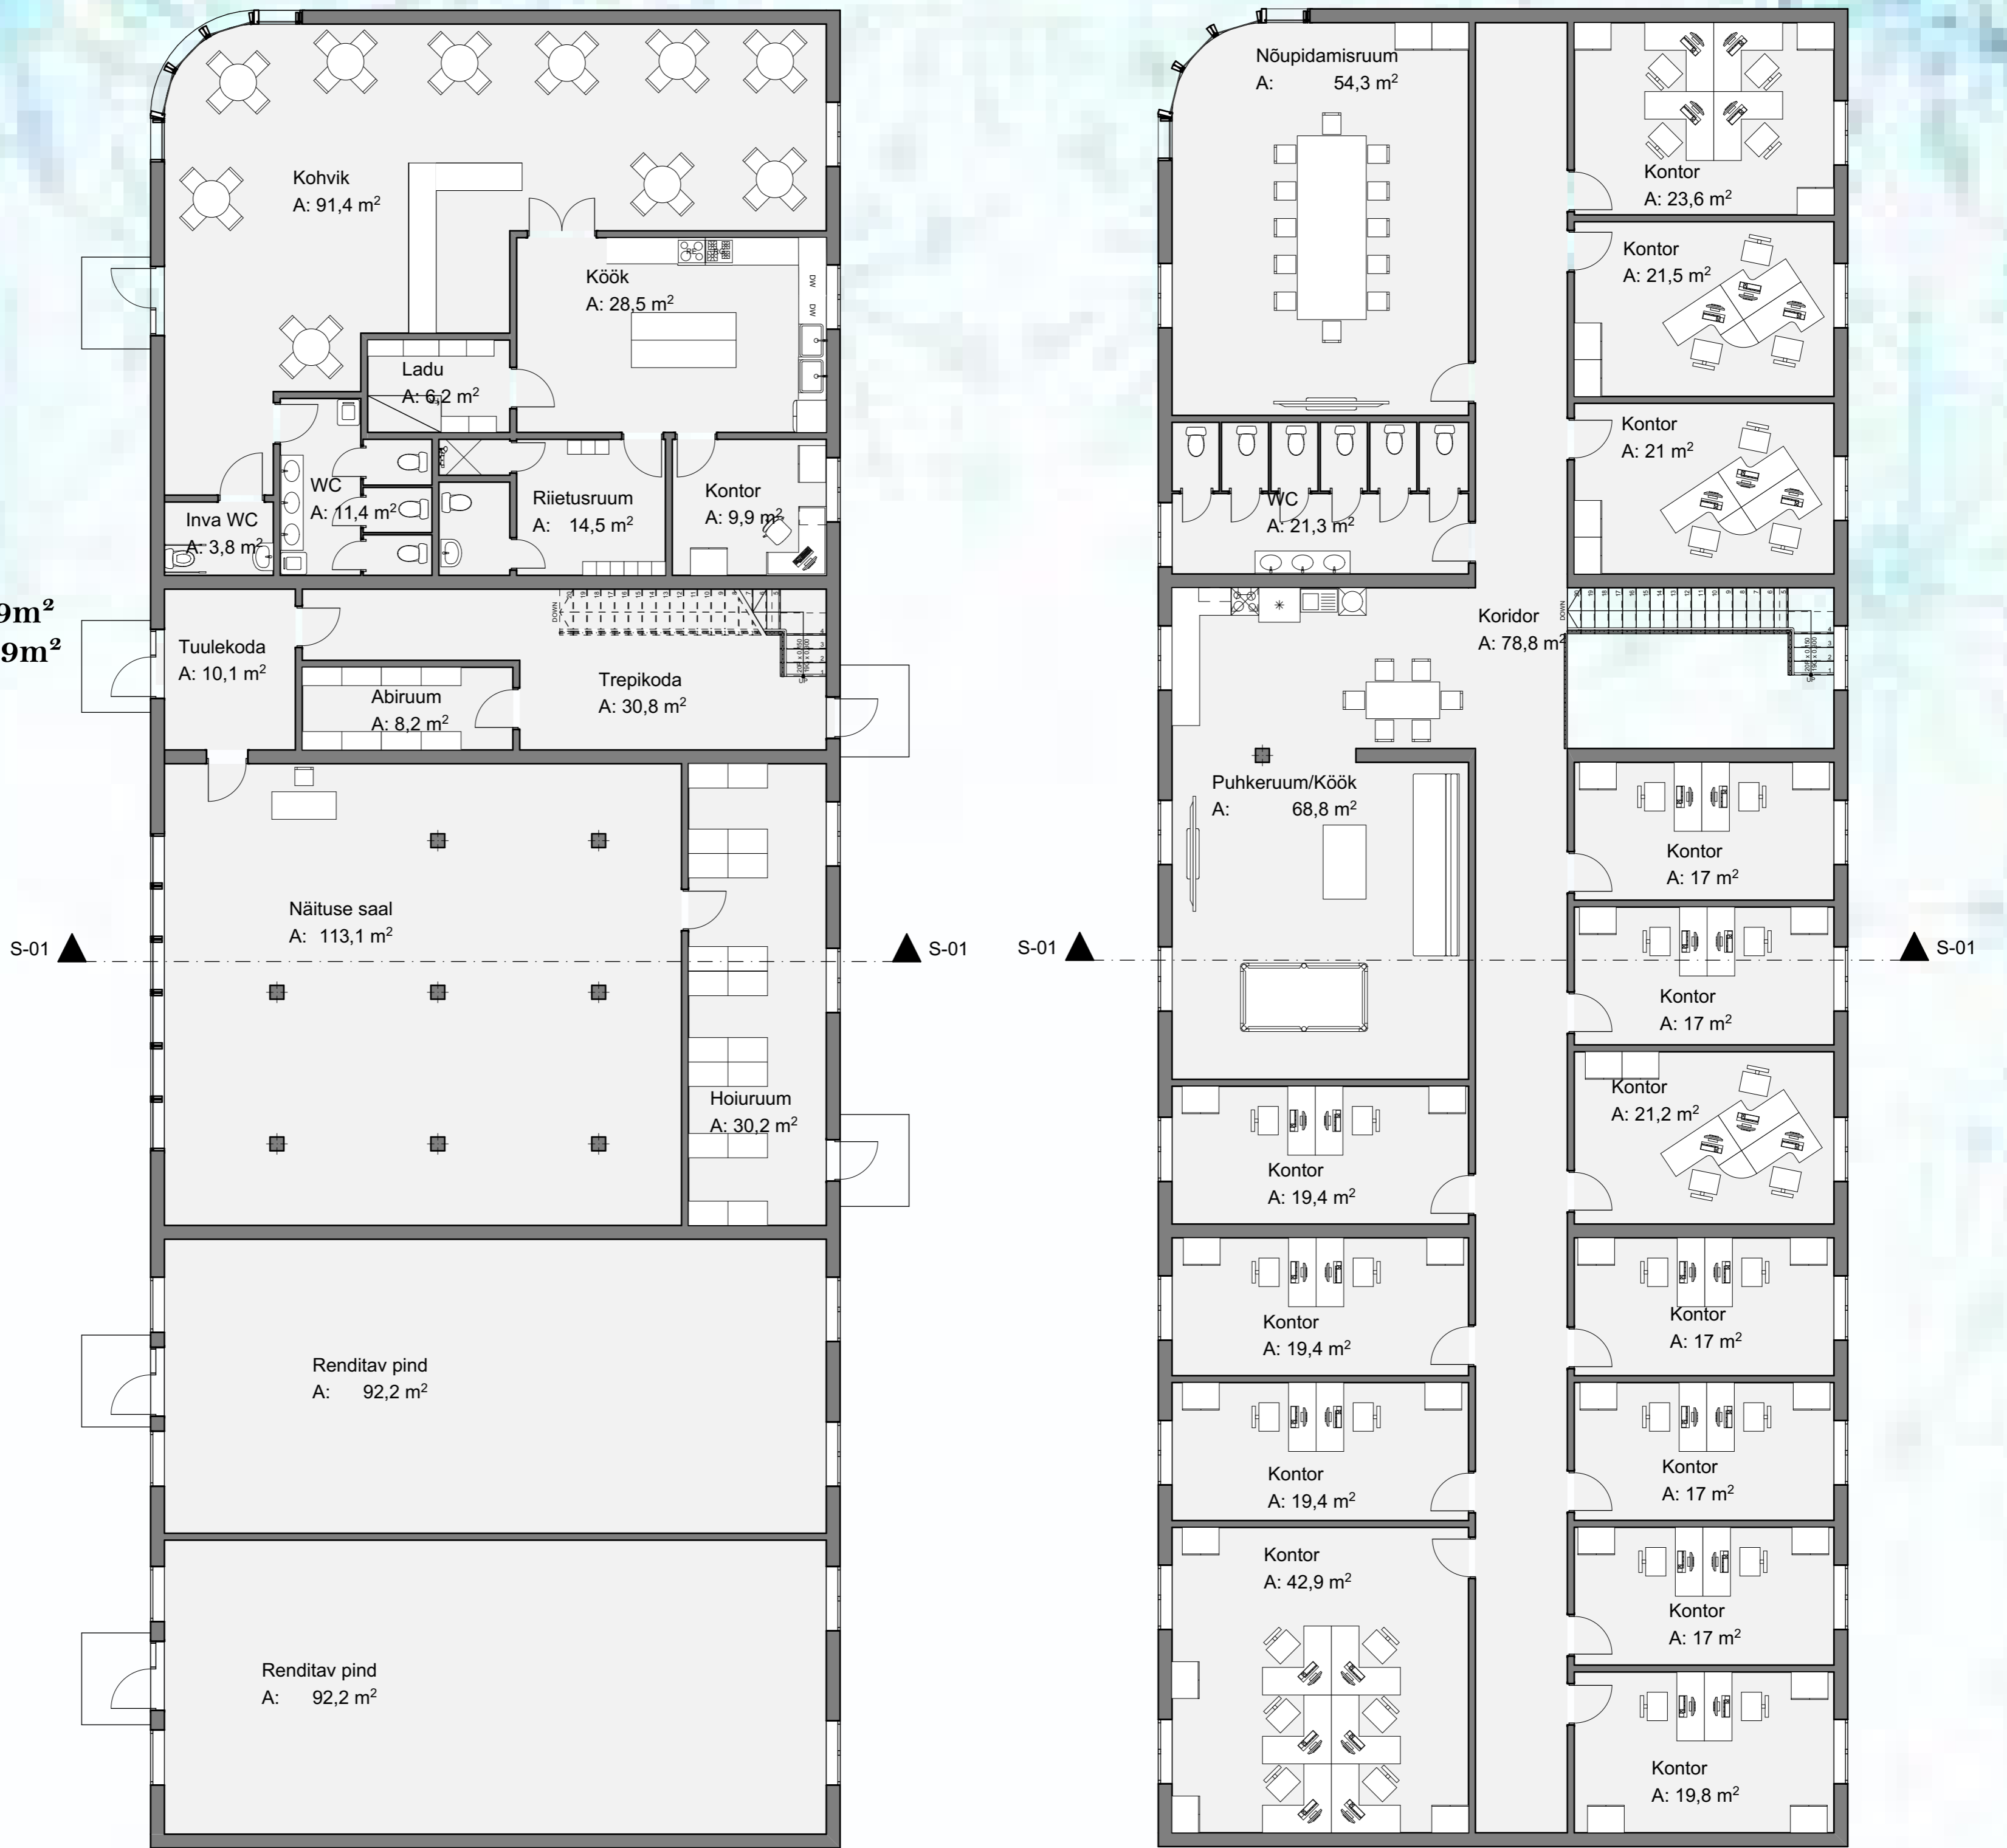 9m²
9m²
Kohvik
A: 91,4 m²
Köök
A: 28,5 m²
DW
DW
Ladu
A: 6,2 m²
WC
A: 11,4 m²
Inva WC
A: 3,8 m²
Riietusruum
A: 14,5 m²
Kontor
A: 9,9 m²
Tuulekoda
A: 10,1 m²
Abiruum
A: 8,2 m²
Trepikoda
A: 30,8 m²
DOWN
Näituse saal
A: 113,1 m²
S-01
S-01
Hoiuruum
A: 30,2 m²
Renditav pind
A: 92,2 m²
Renditav pind
A: 92,2 m²
Nõupidamisruum
A: 54,3 m²
Kontor
A: 23,6 m²
Kontor
A: 21,5 m²
Kontor
A: 21 m²
WC
A: 21,3 m²
Koridor
A: 78,8 m²
DOWN
Puhkeruum/Köök
A: 68,8 m²
Kontor
A: 17 m²
S-01
S-01
Kontor
A: 17 m²
Kontor
A: 21,2 m²
Kontor
A: 19,4 m²
Kontor
A: 19,4 m²
Kontor
A: 17 m²
Kontor
A: 19,4 m²
Kontor
A: 17 m²
Kontor
A: 42,9 m²
Kontor
A: 17 m²
Kontor
A: 19,8 m²